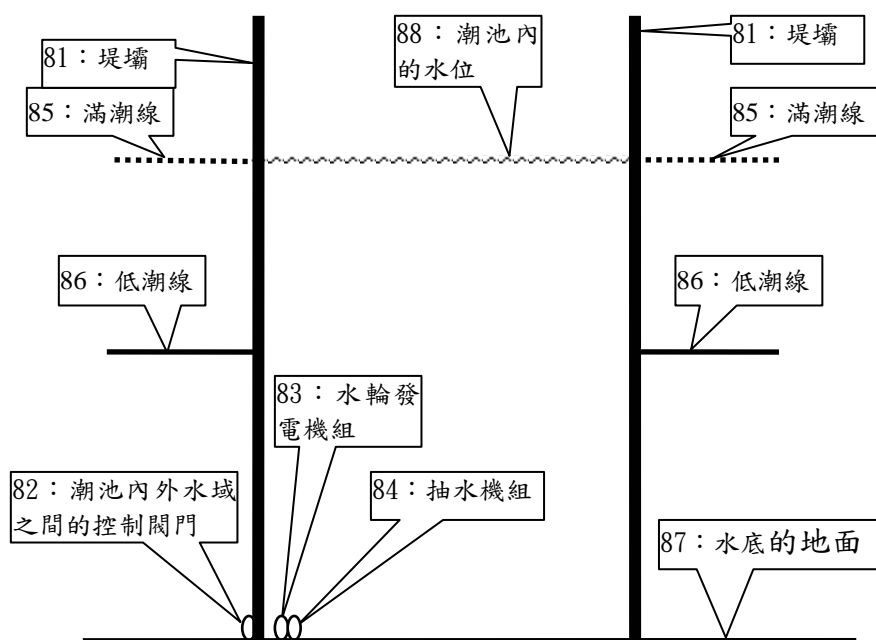 81：堤壩
88：潮池內
的水位
81：堤壩
85：滿潮線
85：滿潮線
86：低潮線
86：低潮線
83：水輪發
電機組
82：潮池內外水域
之間的控制閥門
84：抽水機組
87：水底的地面